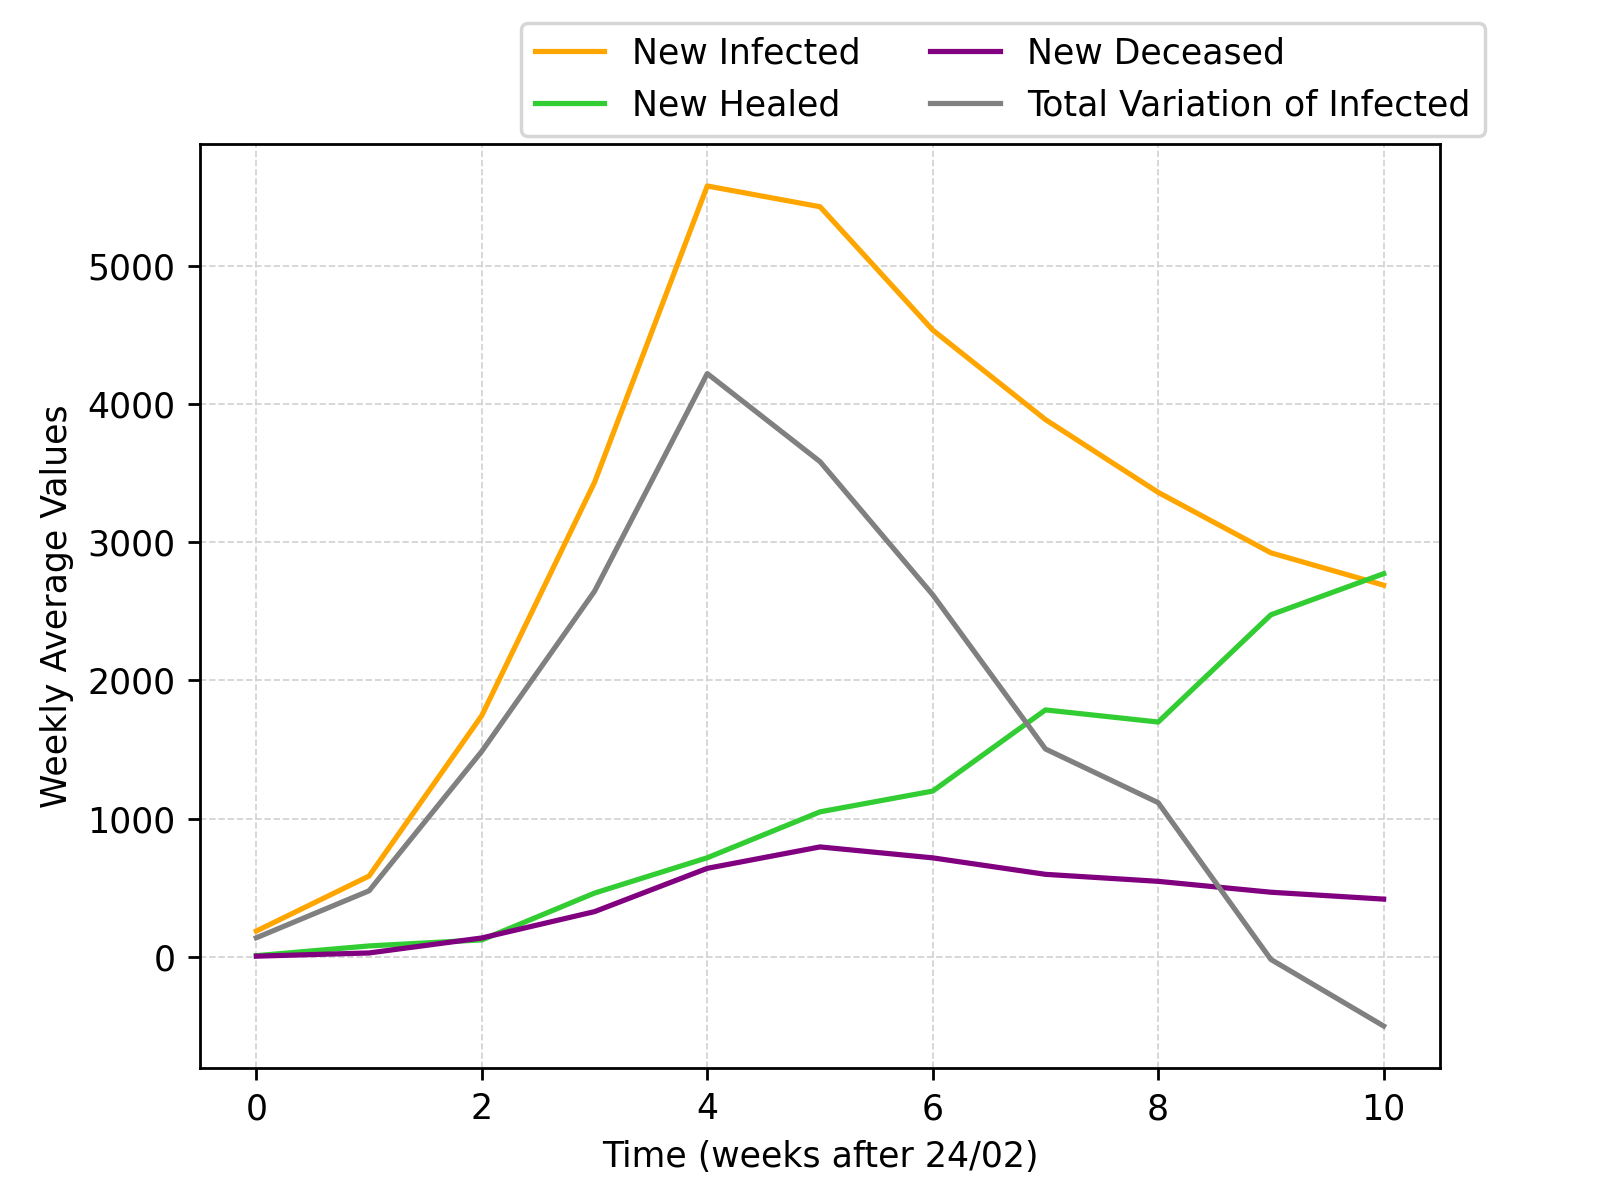 New Infected
New Healed
New Deceased
Total Variation of Infected
Weekly Average Values
5000
4000
3000
2000
1000
0
0 2 4 6 8 10
Time (weeks after 24/02)